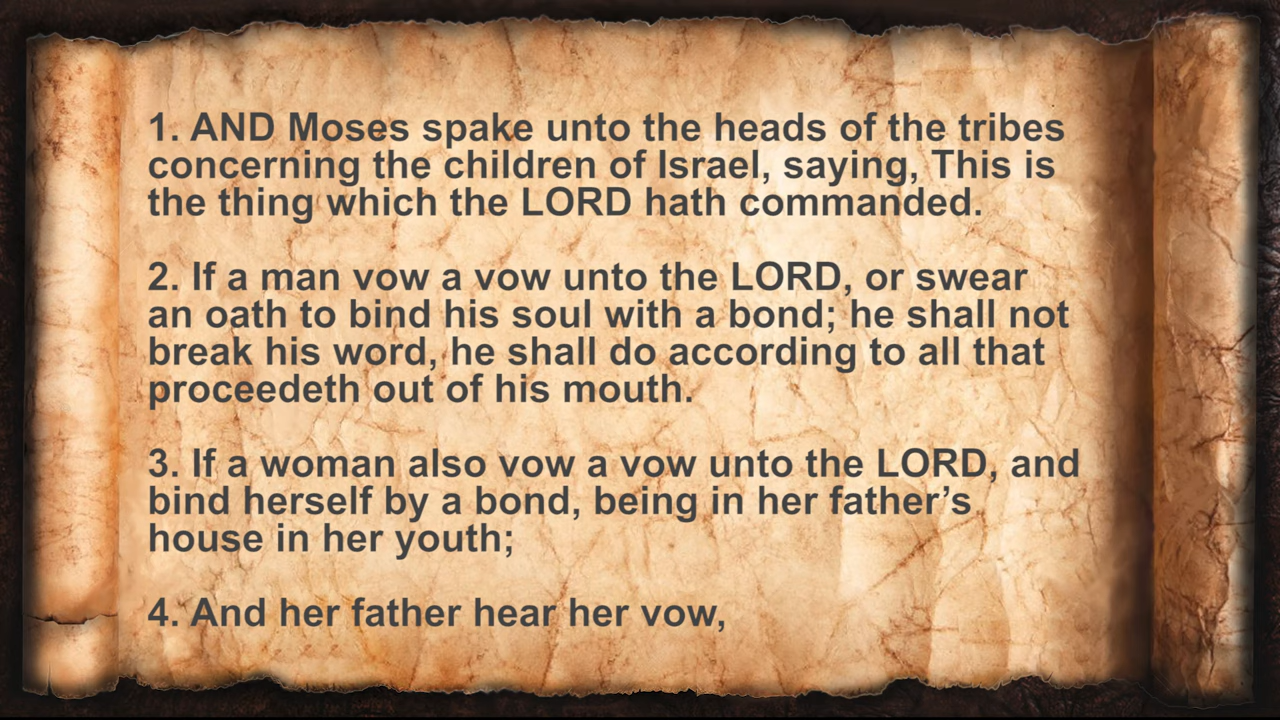 1. AND Moses spake unto the heads of the tribes
concerning the children of Israel, saying, This is
the thing which the LORD hath commanded.
2. If a man vow a vow unto the LORD, or swear
an oath to bind his soul with a bond; he shall not
break his word, he shall do according to all that
proceedeth out of his mouth.
3. If a woman also vow a vow unto the LORD, and
bind herself by a bond, being in her father’s
house in her youth;
4. And her father hear her vow,